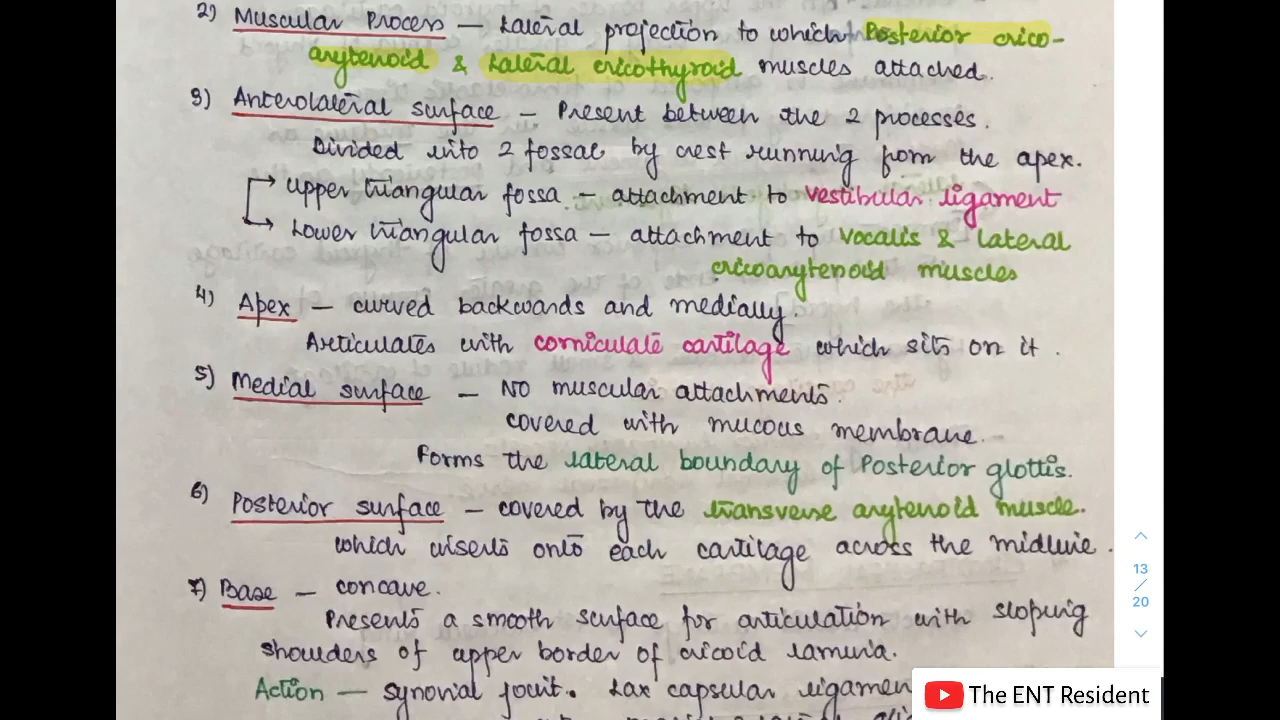 2) Muscular Process – Lateral projection to which Posterior crico-
arytenoid & Lateral cricothyroid muscles attached.
3) Anterolateral surface – Present between the 2 processes.
Divided into 2 fossae by crest running from the apex.
→ Upper triangular fossa – attachment to vestibular ligament
→ Lower triangular fossa – attachment to vocalis & lateral
cricoarytenoid muscles
4) Apex – curved backwards and medially.
Articulates with corniculate cartilage which sits on it.
5) Medial surface – No muscular attachments.
covered with mucous membrane.
Forms the lateral boundary of Posterior glottis.
6) Posterior surface – covered by the transverse arytenoid muscle.
which inserts onto each cartilage across the midline.
7) Base – concave.
Presents a smooth surface for articulation with sloping
shoulders of upper border of cricoid lamina.
Action – synovial joint. Lax capsular ligamen
13
/
20
The ENT Resident